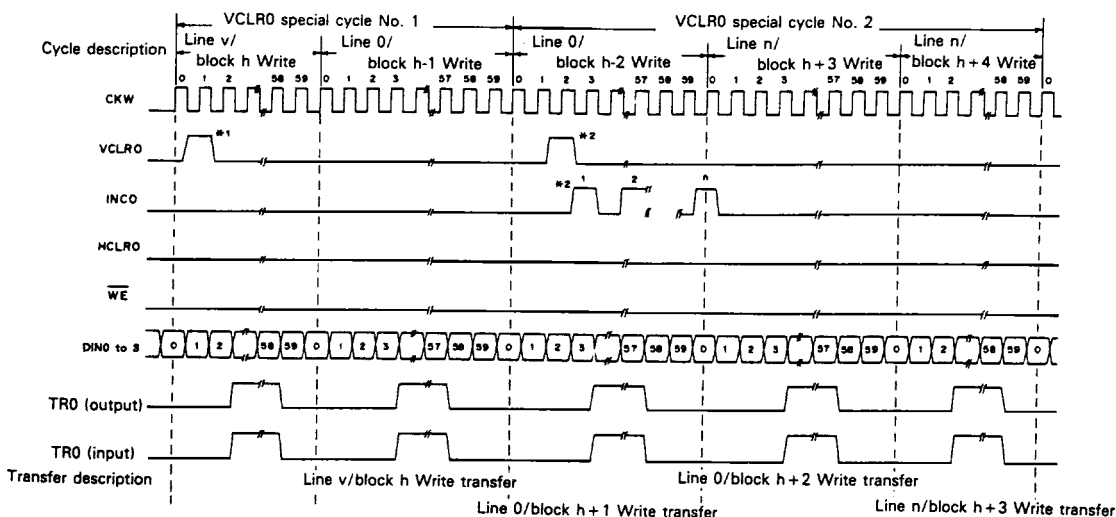 VCLR0 special cycle No. 1
VCLR0 special cycle No. 2
Cycle description
Line v/
block h Write
Line 0/
block h-1 Write
Line 0/
block h-2 Write
Line n/
block h+3 Write
Line n/
block h+4 Write
0 1 2 58 59 0 1 2 3 57 58 59 0 1 2 3 57 58 59 0 1 2 3 57 58 59 0 1 2 58 59 0
CKW
VCLR0
*1
*2
INC0
*2
1
2
n
HCLR0
WE
DIN0 to 3
0 1 2 58 59 0 1 2 3 57 58 59 0 1 2 3 57 58 59 0 1 2 3 57 58 59 0 1 2 58 59 0
TR0 (output)
TR0 (input)
Transfer description
Line v/block h Write transfer
Line 0/block h+2 Write transfer
Line 0/block h+1 Write transfer
Line n/block h+3 Write transfer